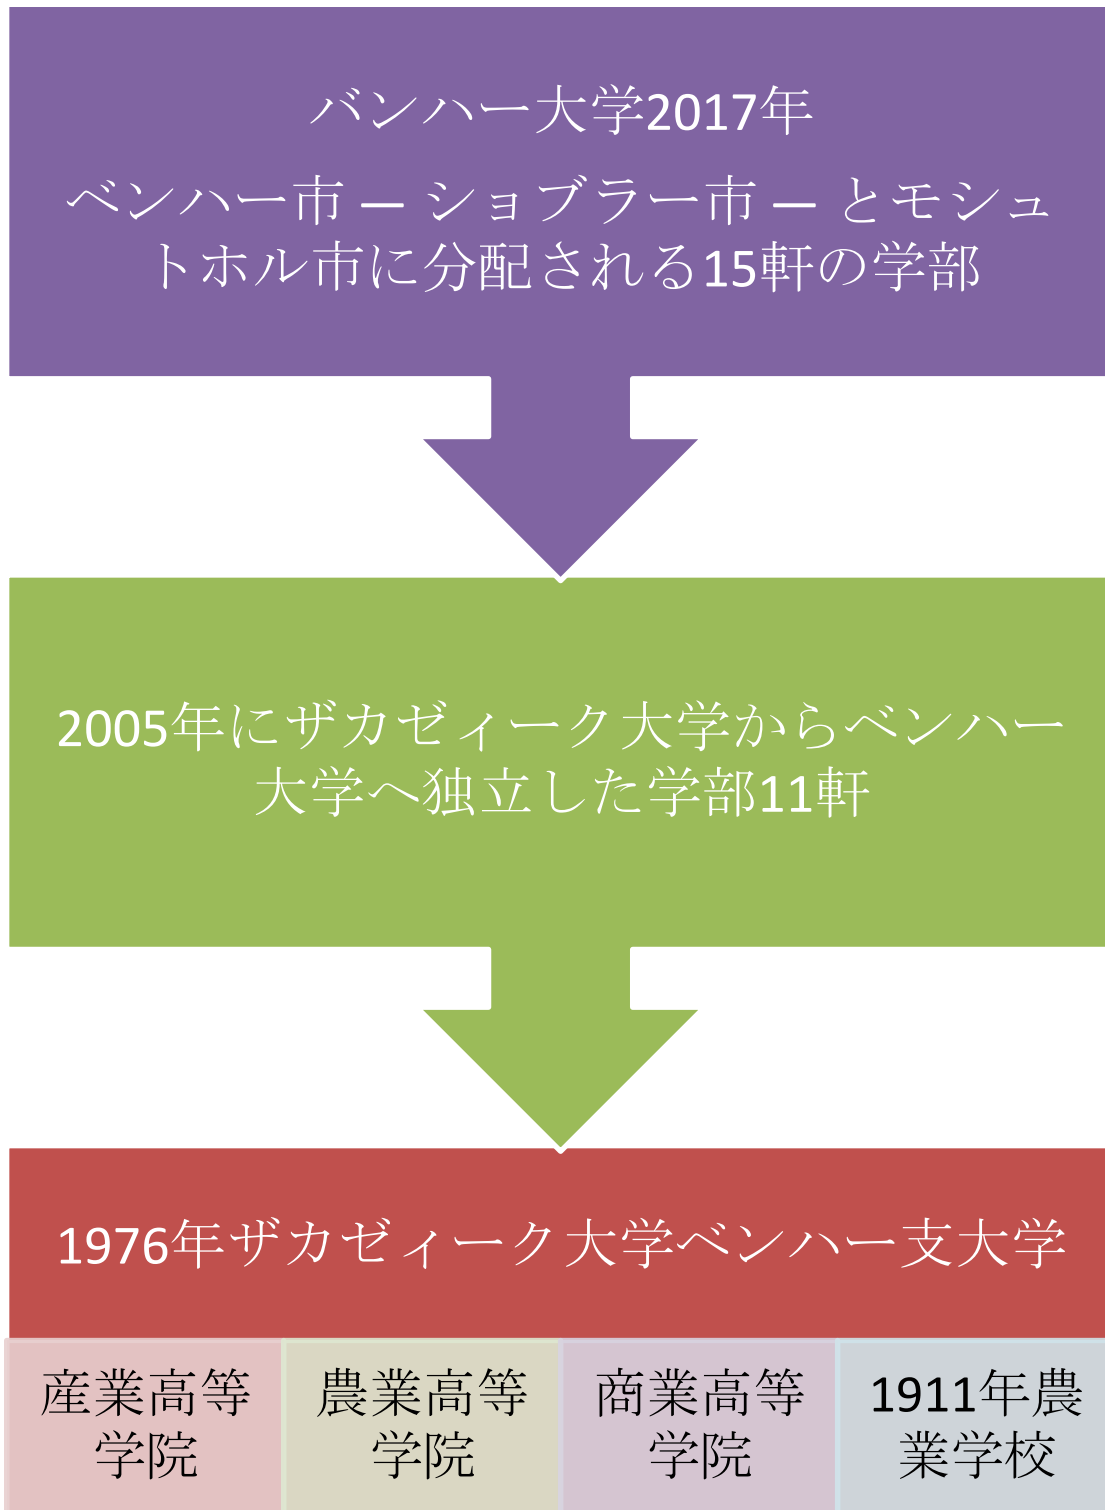 バンハー大学2017年
ベンハー市 – ショブラー市 – とモシュ
トホル市に分配される15軒の学部
2005年にザカゼィーク大学からベンハー
大学へ独立した学部11軒
1976年ザカゼィーク大学ベンハー支大学
産業高等
学院
農業高等
学院
商業高等
学院
1911年農
業学校